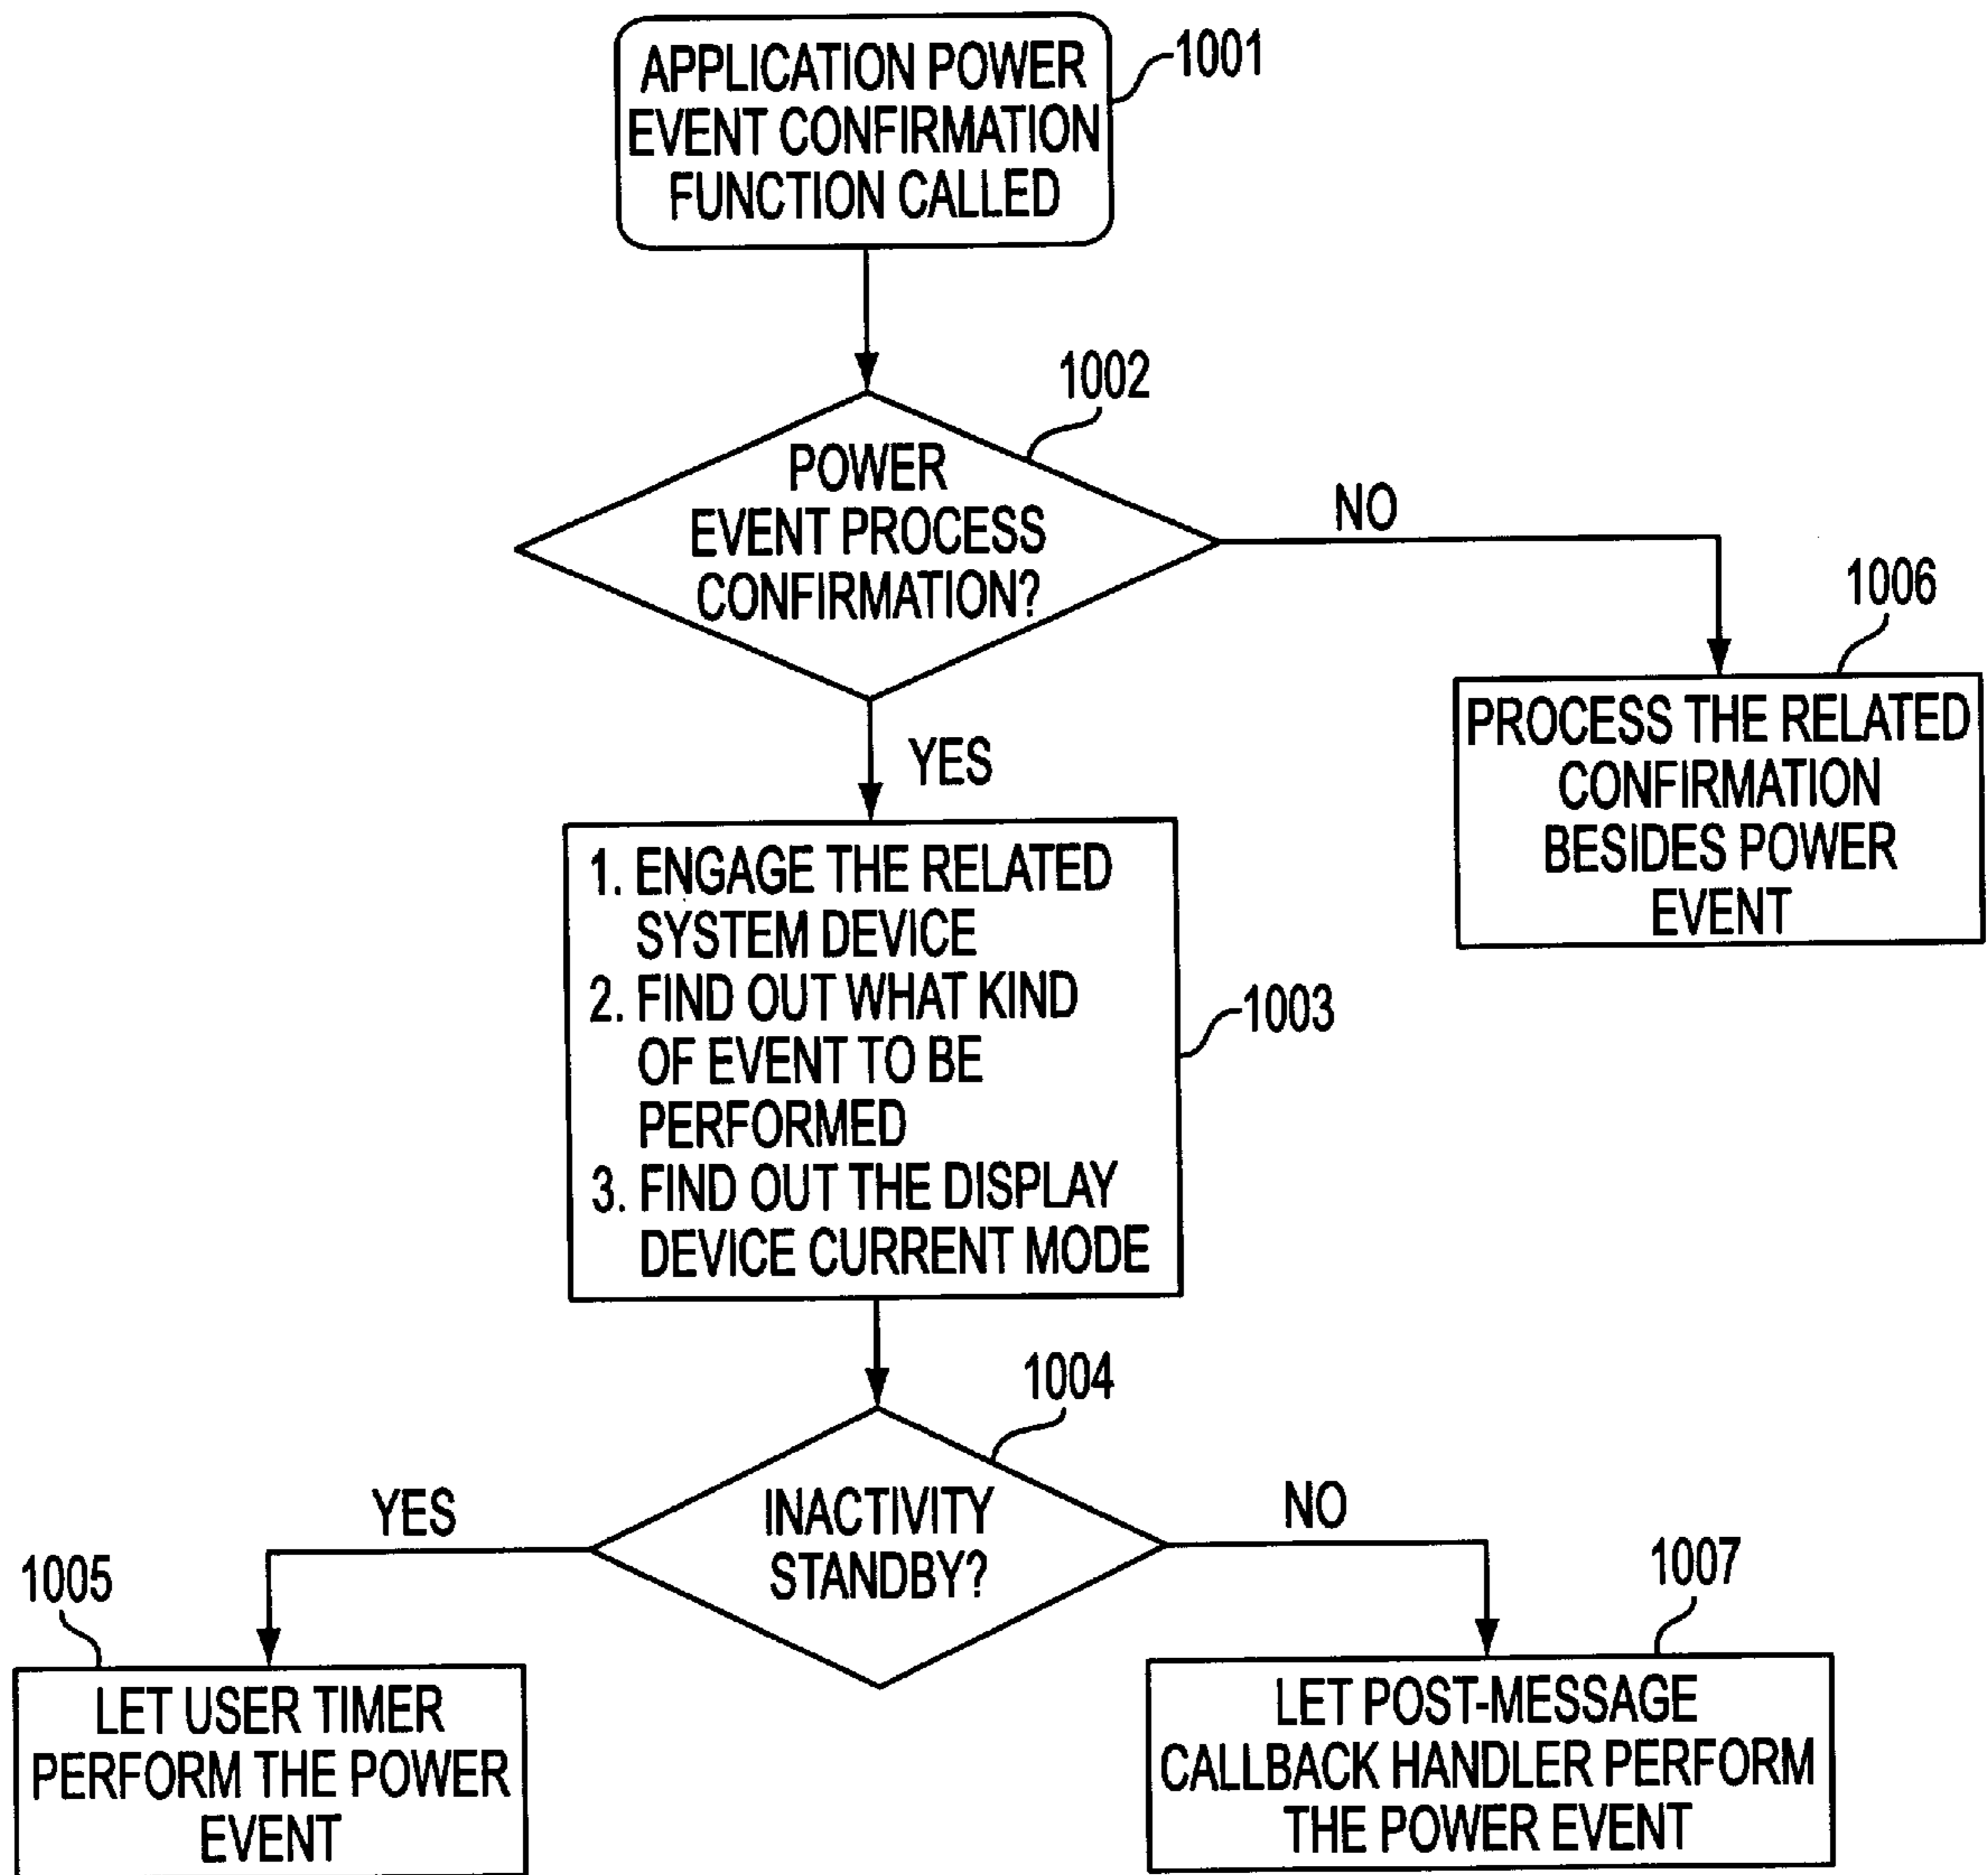 APPLICATION POWER
EVENT CONFIRMATION
FUNCTION CALLED
1001
1002
POWER
EVENT PROCESS
CONFIRMATION?
NO
1006
PROCESS THE RELATED
CONFIRMATION
BESIDES POWER
EVENT
YES
1. ENGAGE THE RELATED
SYSTEM DEVICE
2. FIND OUT WHAT KIND
OF EVENT TO BE
PERFORMED
3. FIND OUT THE DISPLAY
DEVICE CURRENT MODE
1003
1004
INACTIVITY
STANDBY?
YES
1005
LET USER TIMER
PERFORM THE POWER
EVENT
NO
1007
LET POST-MESSAGE
CALLBACK HANDLER PERFORM
THE POWER EVENT